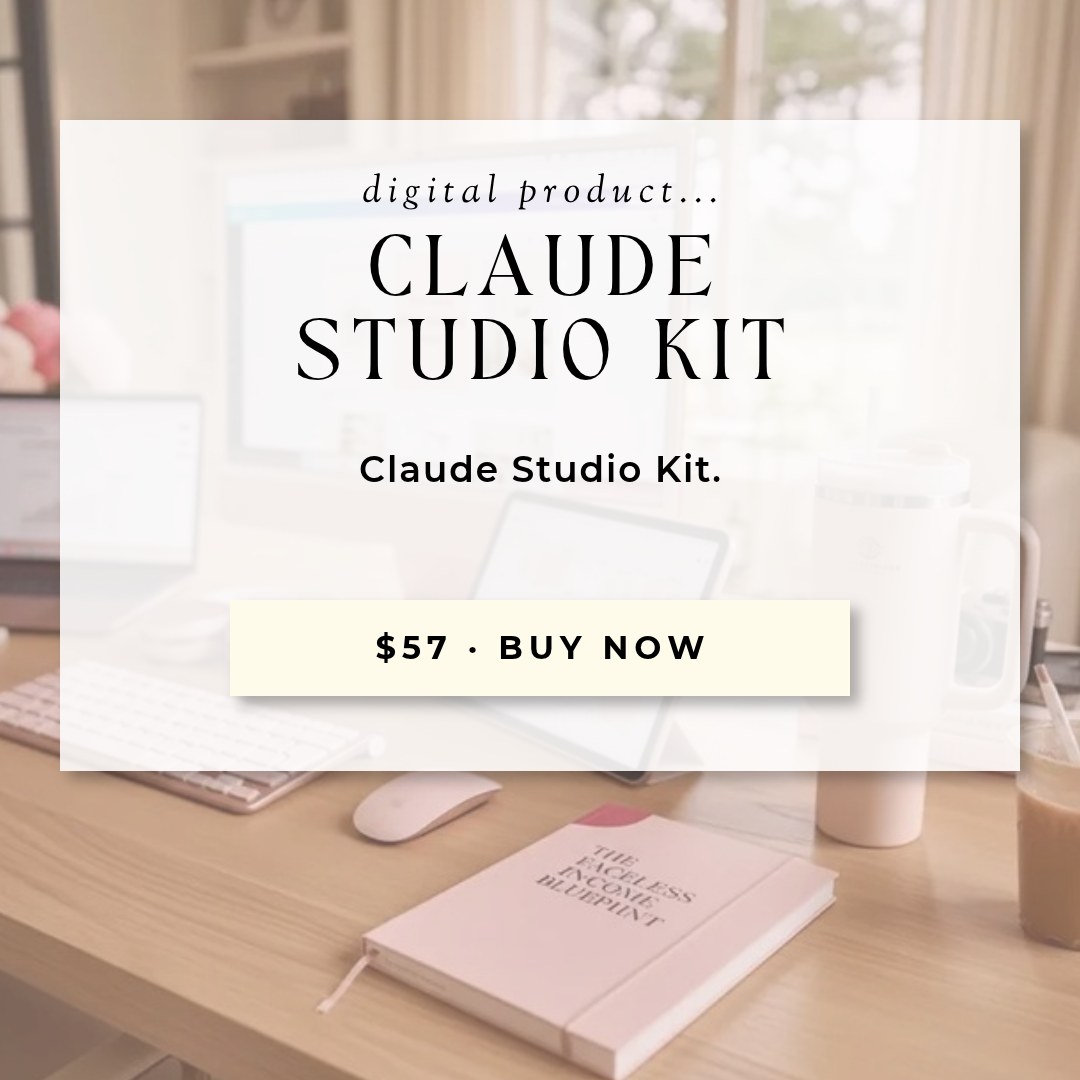 digital product...
CLAUDE
STUDIO KIT
Claude Studio Kit.
$57 · BUY NOW
THE
FACELESS
INCOME
BLUEPRINT